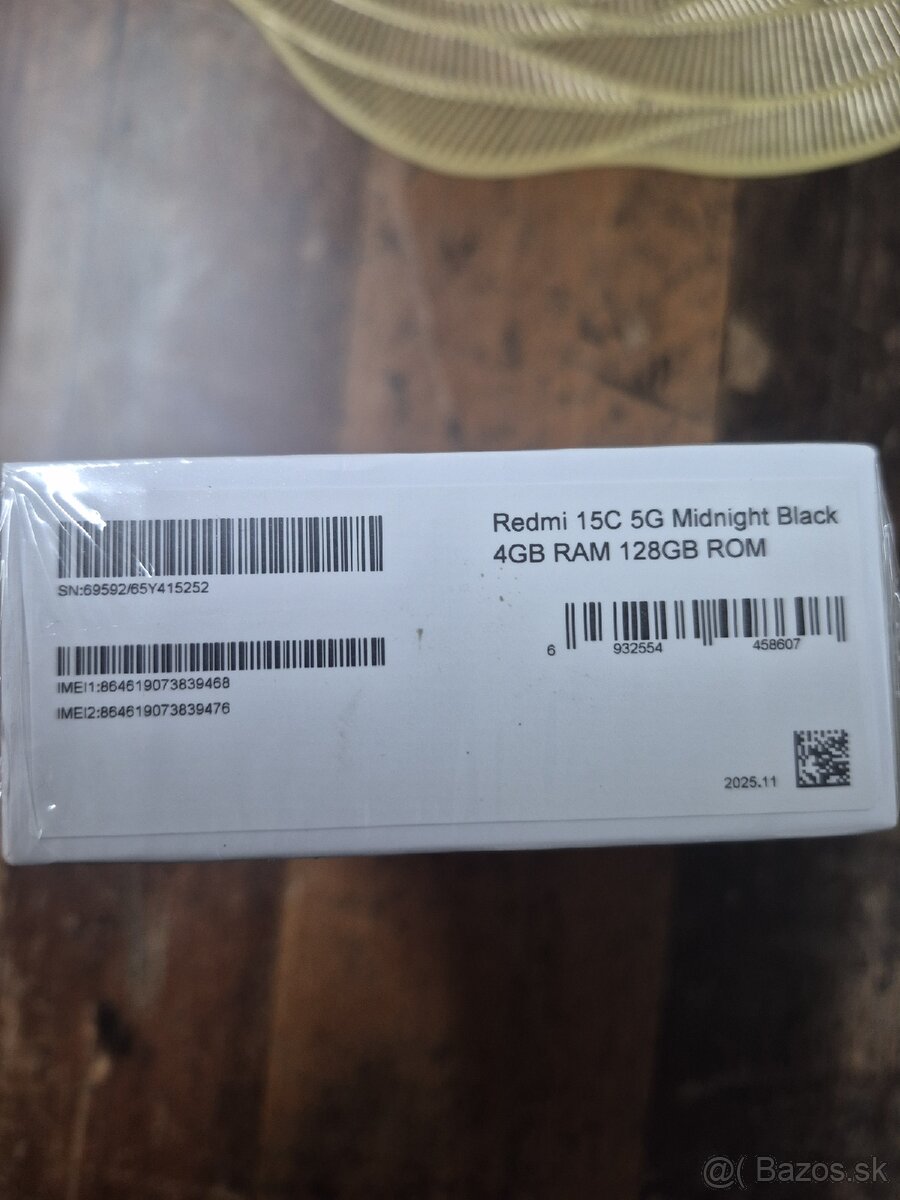 Redmi 15C 5G Midnight Black
4GB RAM 128GB ROM
SN:69592/65Y415252
6 932554 458607
IMEI1:864619073839468
IMEI2:864619073839476
2025.11
@( Bazos.sk